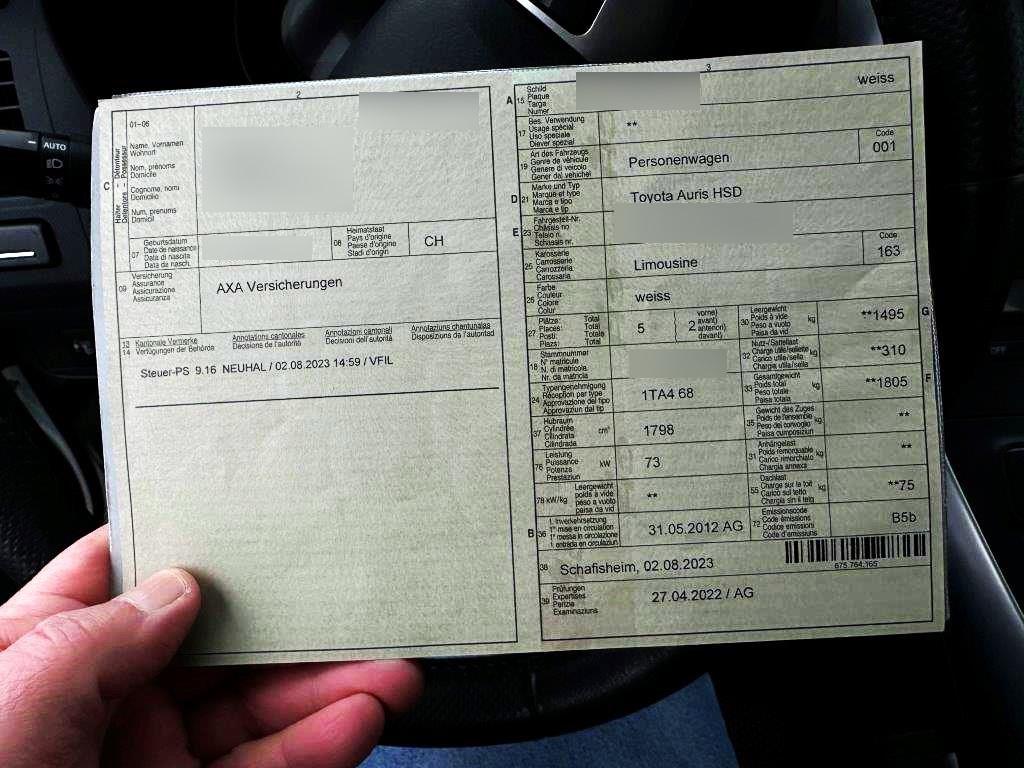 AUTO
2
01-06
C
Halter – Détenteur
Detentore – Possessur
Name, Vornamen
Wohnort
Nom, prénoms
Domicile
Cognome, nomi
Domicilio
Num, prenums
Domicil
07
Geburtsdatum
Date de naissance
Data di nascita
Data da nasch.
08
Heimatstaat
Pays d'origine
Paese d'origine
Stadi d'origin
CH
09
Versicherung
Assurance
Assicurazione
Assicuranza
AXA Versicherungen
13
14
Kantonale Vermerke
Verfügungen der Behörde
Annotations cantonales
Décisions de l'autorité
Annotazioni cantonali
Decisioni dell'autorità
Annotaziuns chantunalas
Disposiziuns da l'autoritad
Steuer-PS 9.16 NEUHAL / 02.08.2023 14:59 / VFIL
3
A
15
Schild
Plaque
Targa
Numer
weiss
17
Bes. Verwendung
Usage spécial
Uso speciale
Diever spezial
**
19
Art des Fahrzeugs
Genre de véhicule
Genere di veicolo
Gener dal vehichel
Personenwagen
Code
001
D
21
Marke und Typ
Marque et type
Marca e tipo
Marca e tip
Toyota Auris HSD
E
23
Fahrgestell-Nr.
Châssis no
Telaio n.
Schassis nr.
25
Karosserie
Carrosserie
Carrozzeria
Carossaria
Limousine
Code
163
26
Farbe
Couleur
Colore
Colur
weiss
27
Plätze: Total
Places: Total
Posti: Totale
Plazs: Total
5
2
vorne)
avant)
anteriori)
davant)
30
Leergewicht
Poids à vide
Peso a vuoto
Paisa da vid
kg
**1495
G
18
Stammnummer
N° matricule
N. di matricola
Nr. da matricla
32
Nutz-/Sattellast
Charge utile/sellette
Carico utile/sella
Chargia utila/sella
kg
**310
24
Typengenehmigung
Réception par type
Approvazione del tipo
Approvaziun dal tip
1TA4 68
33
Gesamtgewicht
Poids total
Peso totale
Paisa totala
kg
**1805
F
37
Hubraum
Cylindrée
Cilindrata
Cilindrada
cm³
1798
35
Gewicht des Zuges
Poids de l'ensemble
Peso del convoglio
Paisa cumposiziun
kg
**
76
Leistung
Puissance
Potenza
Prestaziun
kW
73
31
Anhängelast
Poids remorquable
Carico rimorchiato
Chargia annexa
kg
**
78
kW/kg
Leergewicht
poids à vide
peso a vuoto
paisa da vid
**
55
Dachlast
Charge sur le toit
Carico sul tetto
Chargia sin il tetg
kg
**75
B
36
1. Inverkehrsetzung
1ʳᵉ mise en circulation
1ª messa in circolazione
1. entrada en circulaziun
31.05.2012 AG
72
Emissionscode
Code émissions
Codice emissioni
Code d'emissiuns
B5b
38
Schafisheim, 02.08.2023
675 764 165
39
Prüfungen
Expertises
Perizie
Examinaziuns
27.04.2022 / AG